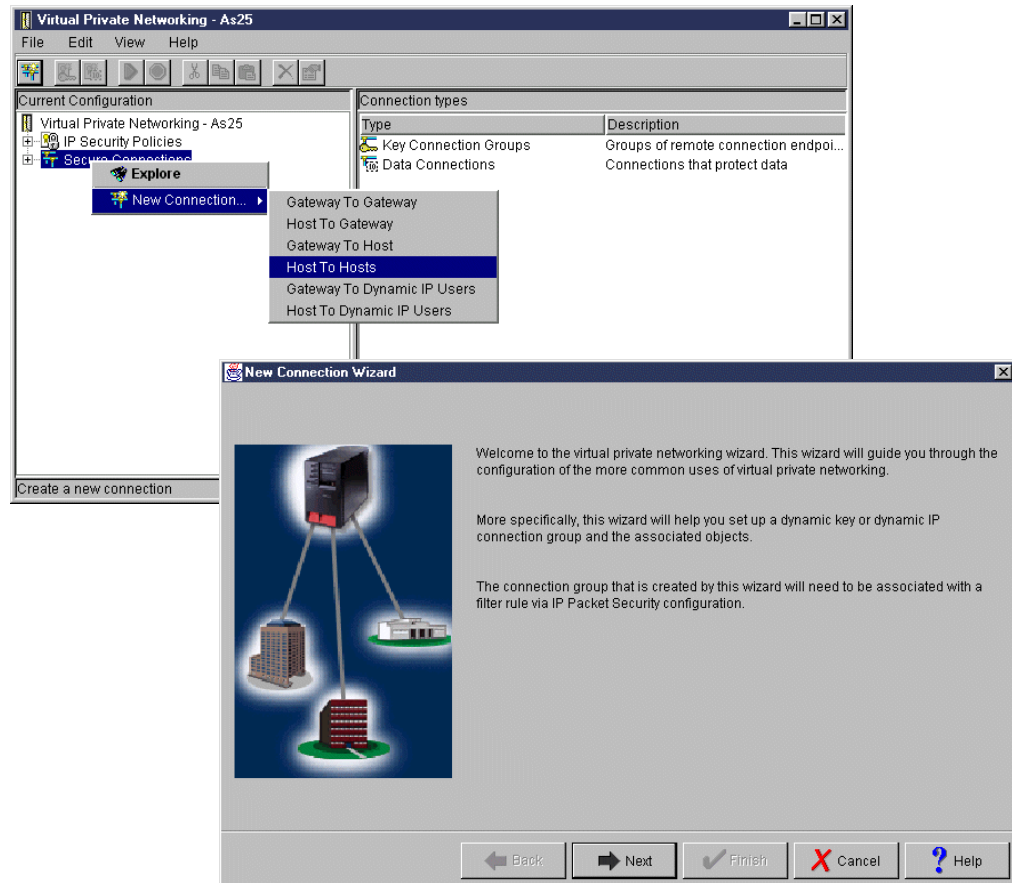 Virtual Private Networking - As25
File Edit View Help
Current Configuration
Virtual Private Networking - As25
IP Security Policies
Secure Connections
Explore
New Connection...
Gateway To Gateway
Host To Gateway
Gateway To Host
Host To Hosts
Gateway To Dynamic IP Users
Host To Dynamic IP Users
Connection types
Type Description
Key Connection Groups Groups of remote connection endpoi...
Data Connections Connections that protect data
Create a new connection
New Connection Wizard
Welcome to the virtual private networking wizard. This wizard will guide you through the
configuration of the more common uses of virtual private networking.
More specifically, this wizard will help you set up a dynamic key or dynamic IP
connection group and the associated objects.
The connection group that is created by this wizard will need to be associated with a
filter rule via IP Packet Security configuration.
Back Next Finish Cancel Help